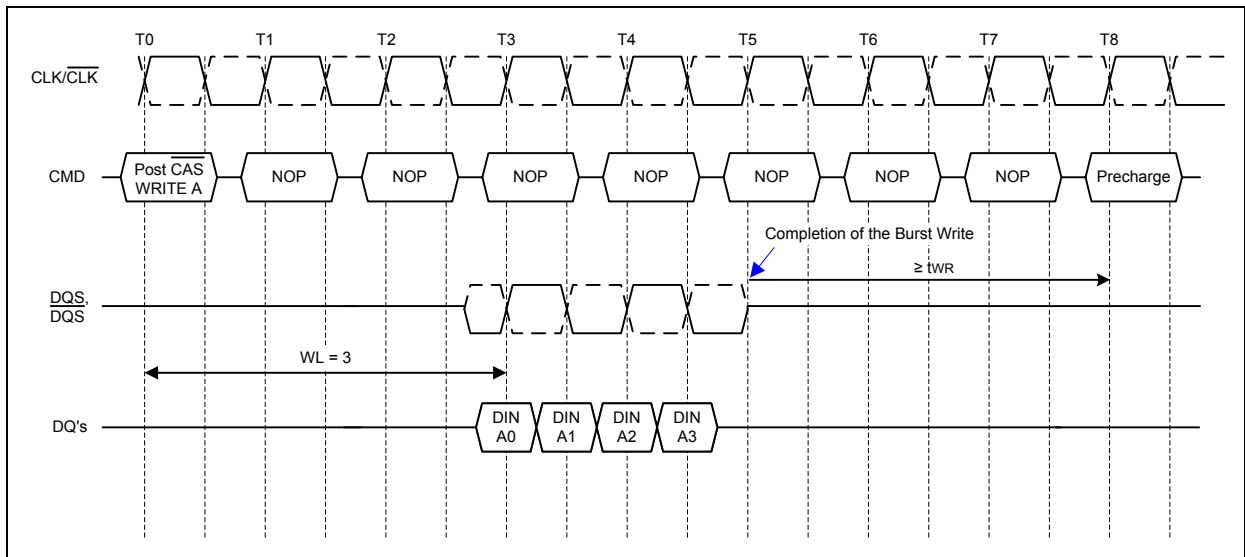 T0 T1 T2 T3 T4 T5 T6 T7 T8
CLK/CLK
CMD
Post CAS
WRITE A
NOP NOP NOP NOP NOP NOP NOP Precharge
Completion of the Burst Write
≥ tWR
DQS,
DQS
WL = 3
DQ's
DIN
A0
DIN
A1
DIN
A2
DIN
A3